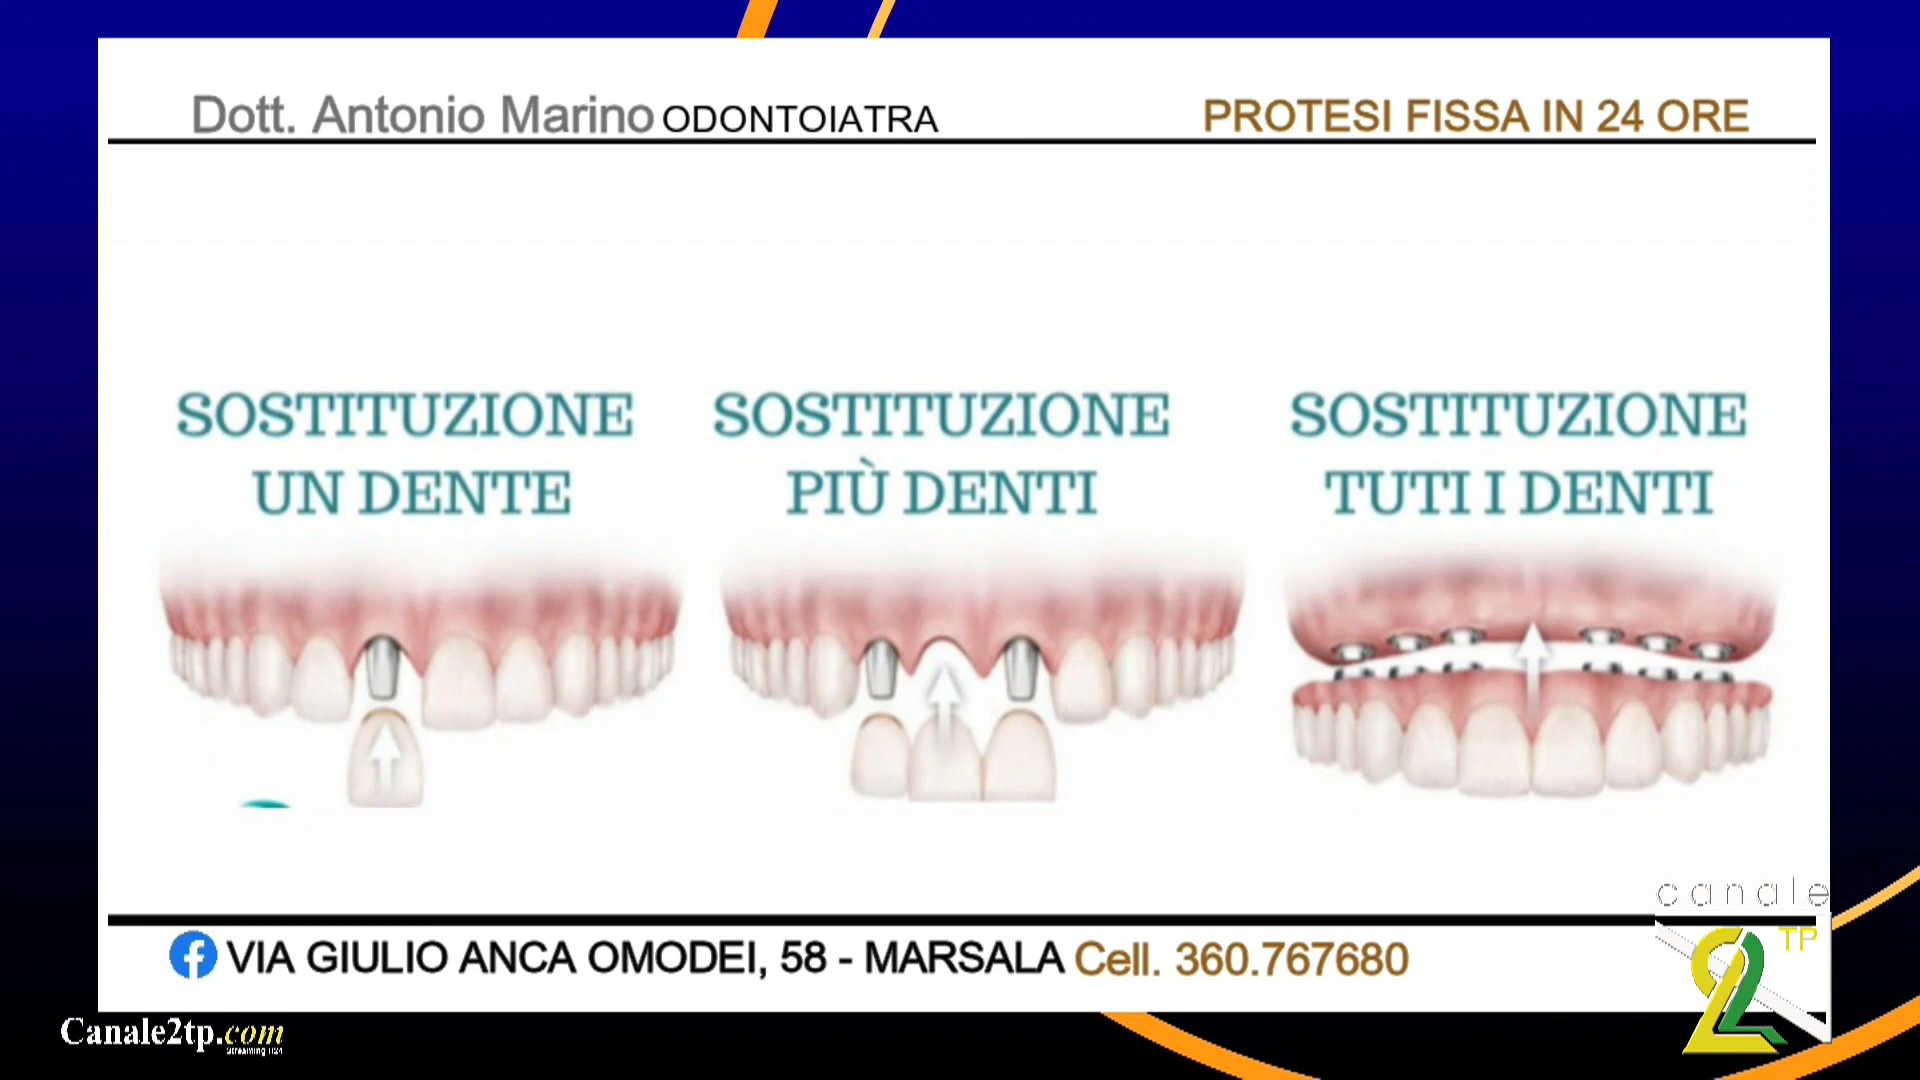 Dott. Antonio Marino ODONTOIATRA
PROTESI FISSA IN 24 ORE
SOSTITUZIONE
UN DENTE
SOSTITUZIONE
PIÙ DENTI
SOSTITUZIONE
TUTI I DENTI
VIA GIULIO ANCA OMODEI, 58 - MARSALA Cell. 360.767680
canale
2 TP
Canale2tp.com